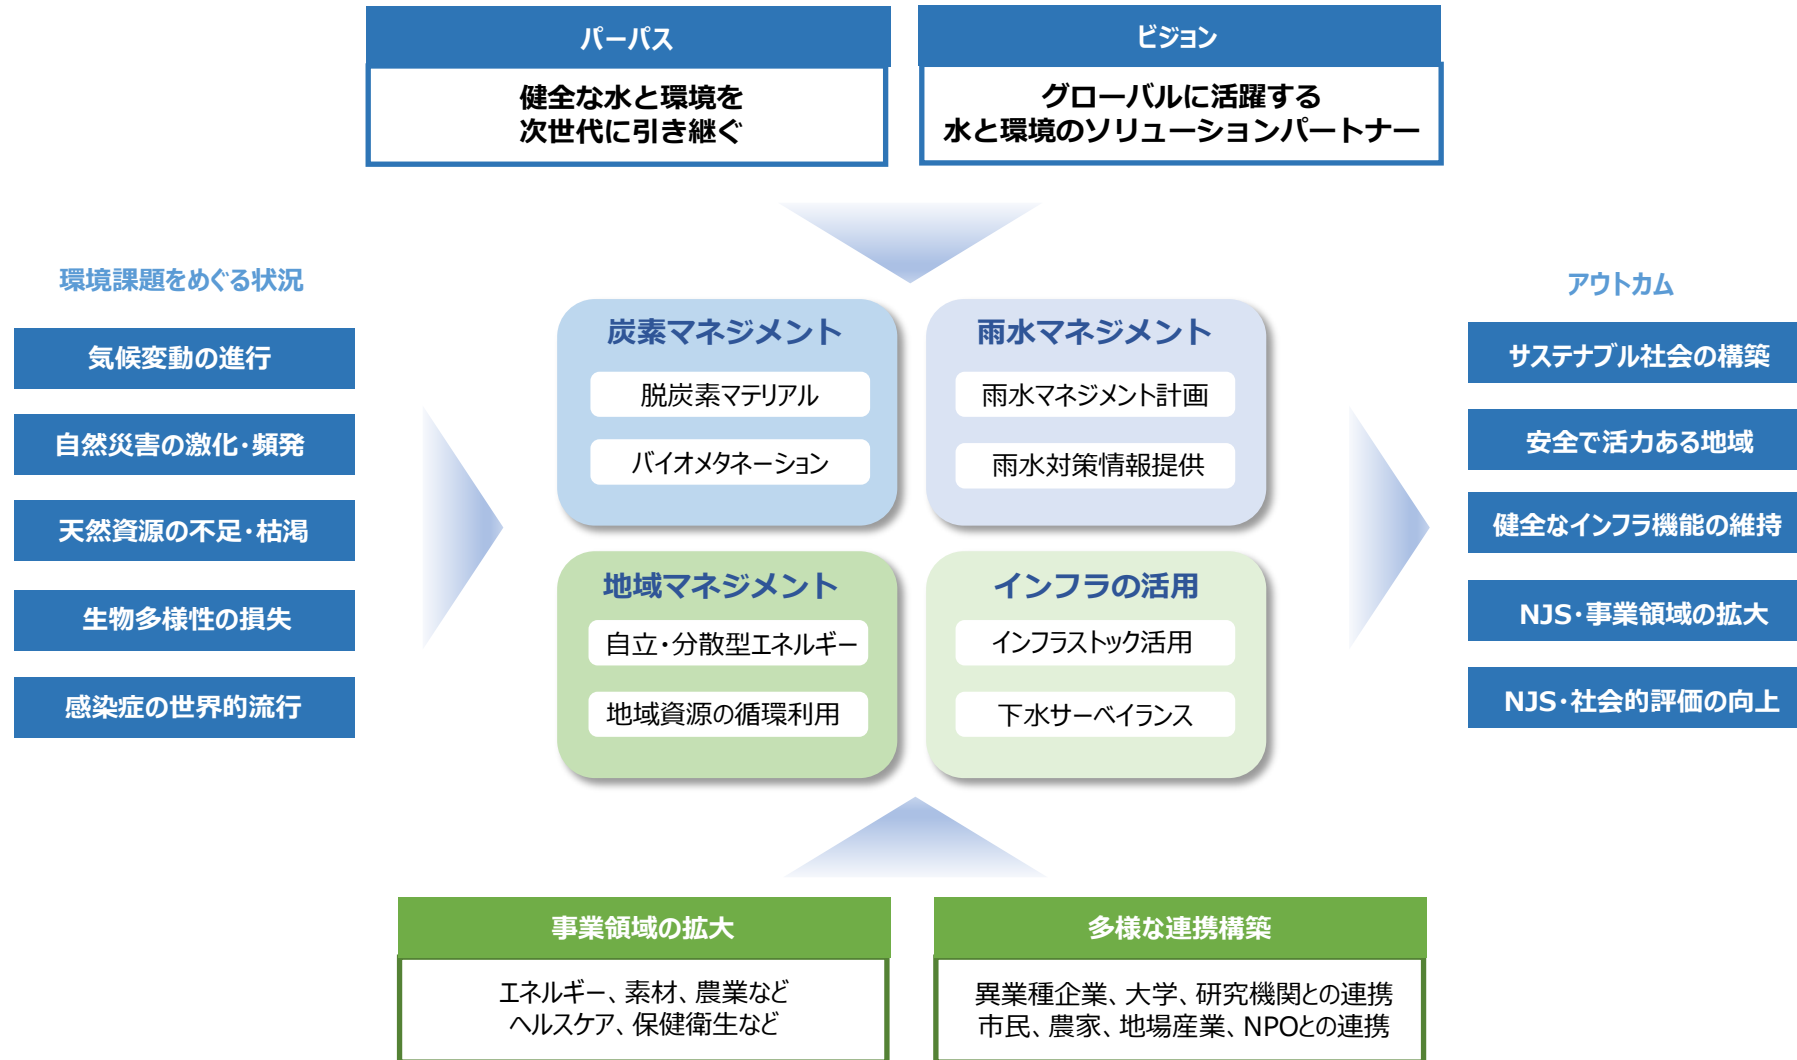 パーパス
健全な水と環境を
次世代に引き継ぐ
ビジョン
グローバルに活躍する
水と環境のソリューションパートナー
環境課題をめぐる状況
気候変動の進行
自然災害の激化・頻発
天然資源の不足・枯渇
生物多様性の損失
感染症の世界的流行
炭素マネジメント
脱炭素マテリアル
バイオメタネーション
雨水マネジメント
雨水マネジメント計画
雨水対策情報提供
地域マネジメント
自立・分散型エネルギー
地域資源の循環利用
インフラの活用
インフラストック活用
下水サーベイランス
アウトカム
サステナブル社会の構築
安全で活力ある地域
健全なインフラ機能の維持
NJS・事業領域の拡大
NJS・社会的評価の向上
事業領域の拡大
エネルギー、素材、農業など
ヘルスケア、保健衛生など
多様な連携構築
異業種企業、大学、研究機関との連携
市民、農家、地場産業、NPOとの連携